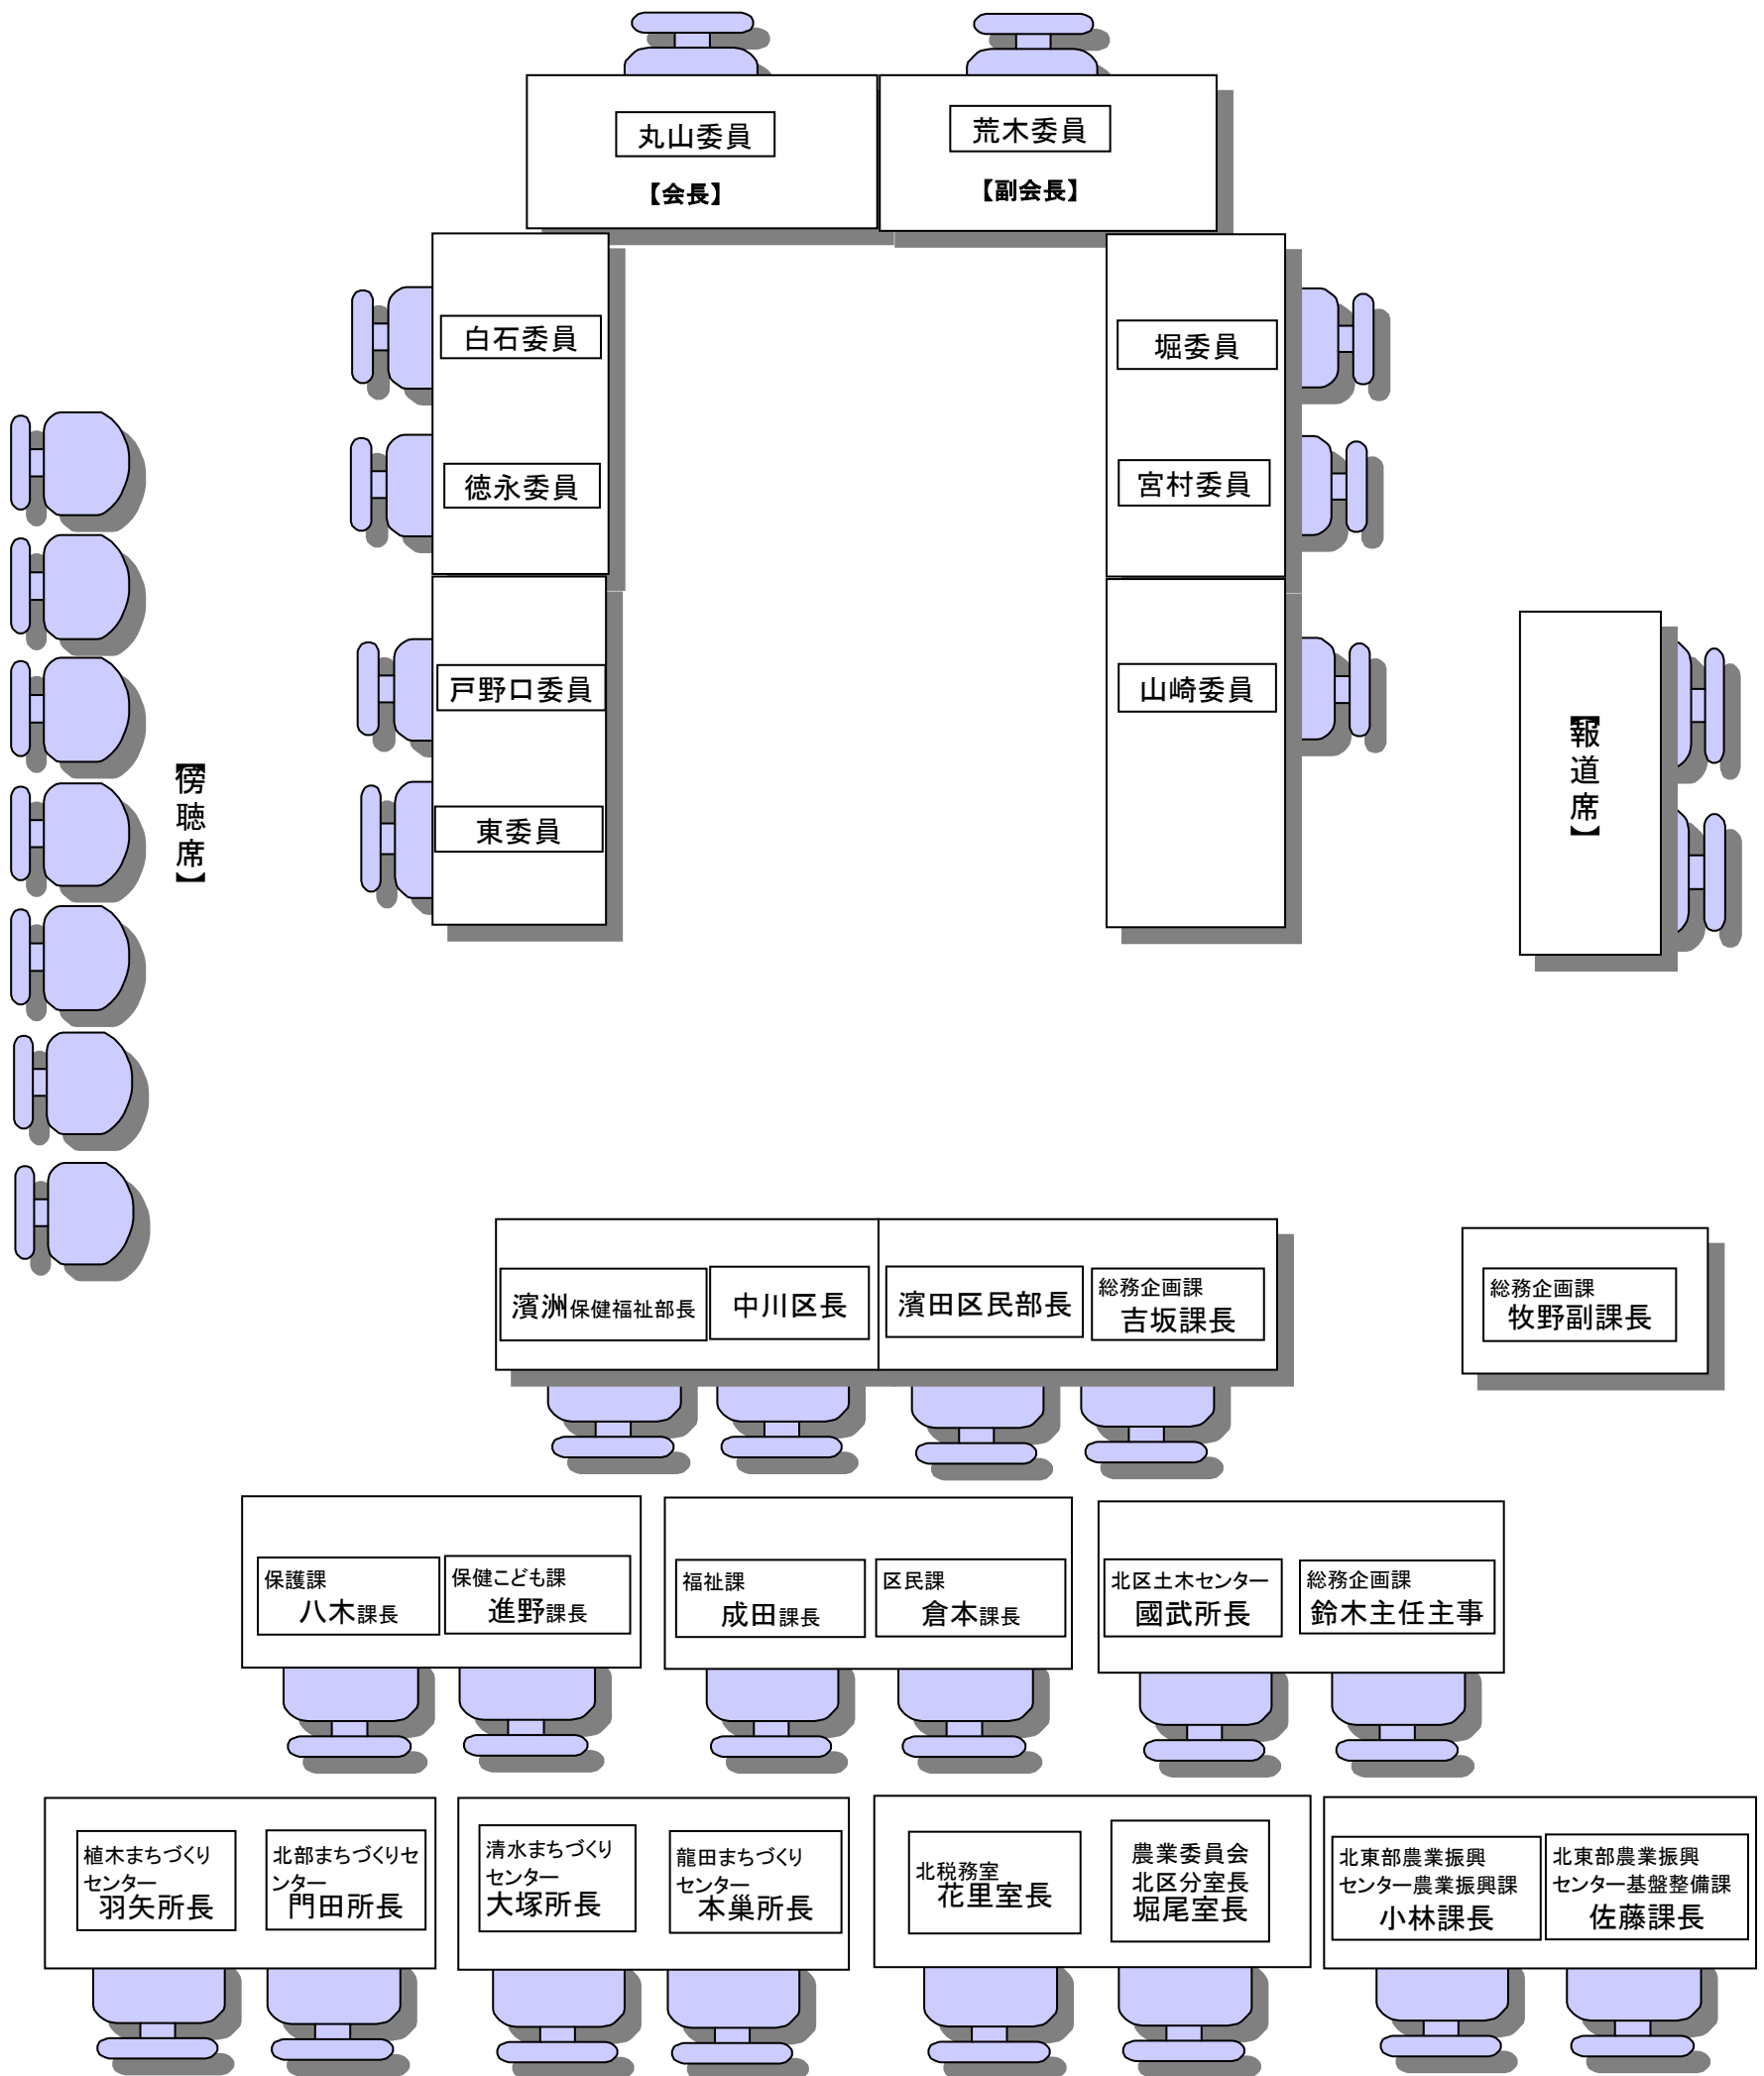 丸山委員
【会長】
荒木委員
【副会長】
白石委員
徳永委員
戸野口委員
東委員
堀委員
宮村委員
山崎委員
【傍聴席】
【報道席】
濱洲保健福祉部長
中川区長
濱田区民部長
総務企画課
吉坂課長
総務企画課
牧野副課長
保護課
八木課長
保健こども課
進野課長
福祉課
成田課長
区民課
倉本課長
北区土木センター
國武所長
総務企画課
鈴木主任主事
植木まちづくり
センター
羽矢所長
北部まちづくりセ
ンター
門田所長
清水まちづくり
センター
大塚所長
龍田まちづくり
センター
本巣所長
北税務室
花里室長
農業委員会
北区分室長
堀尾室長
北東部農業振興
センター農業振興課
小林課長
北東部農業振興
センター基盤整備課
佐藤課長